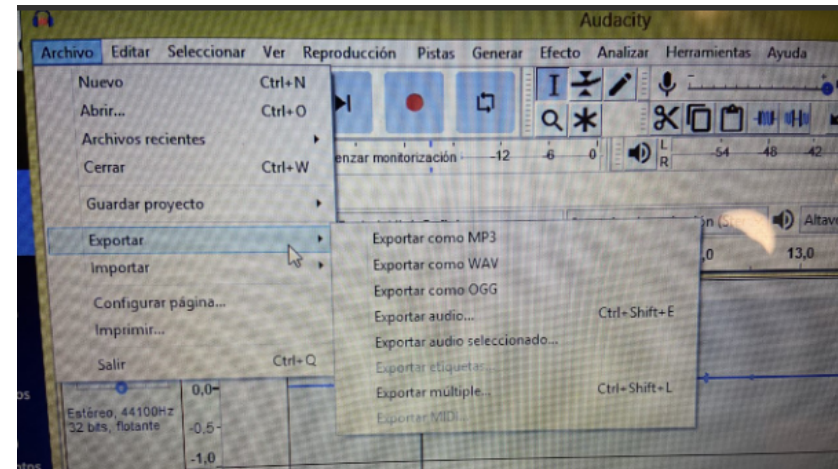 Audacity
Archivo Editar Seleccionar Ver Reproducción Pistas Generar Efecto Analizar Herramientas Ayuda
Nuevo Ctrl+N
Abrir... Ctrl+O
Archivos recientes
Cerrar Ctrl+W
enzar monitorización -12 -6 0 L -54 -48 -42
R
Guardar proyecto
Exportar
Altav
Exportar como MP3
,0 13,0
Importar
Exportar como WAV
Exportar como OGG
Configurar página...
Exportar audio... Ctrl+Shift+E
Imprimir...
Exportar audio seleccionado...
Salir Ctrl+Q
Exportar etiquetas...
0,0
Exportar múltiple... Ctrl+Shift+L
Estéreo, 44100Hz
Exportar MIDI...
32 bits, flotante
-0,5
-1,0